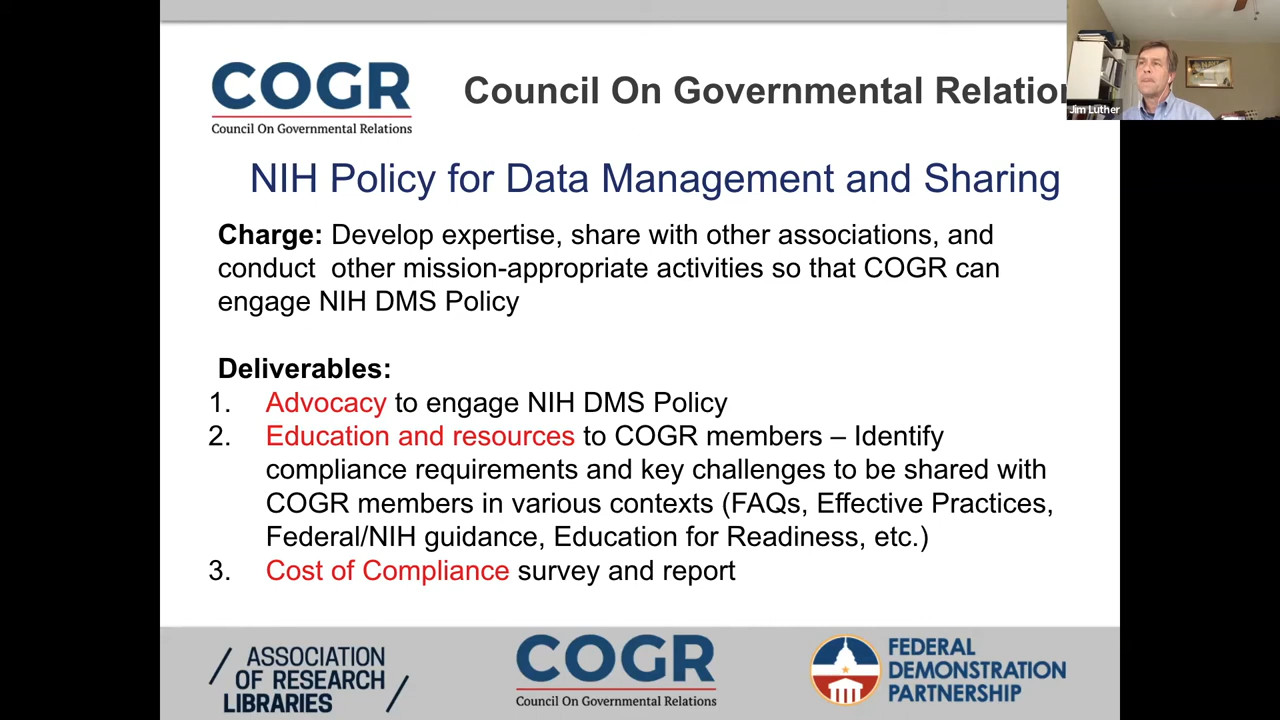 COGR
Council On Governmental Relations
Council On Governmental Relation
Jim Luther
NIH Policy for Data Management and Sharing
Charge: Develop expertise, share with other associations, and
conduct other mission-appropriate activities so that COGR can
engage NIH DMS Policy
Deliverables:
1. Advocacy to engage NIH DMS Policy
2. Education and resources to COGR members – Identify
compliance requirements and key challenges to be shared with
COGR members in various contexts (FAQs, Effective Practices,
Federal/NIH guidance, Education for Readiness, etc.)
3. Cost of Compliance survey and report
ASSOCIATION
OF RESEARCH
LIBRARIES
COGR
Council On Governmental Relations
FEDERAL
DEMONSTRATION
PARTNERSHIP